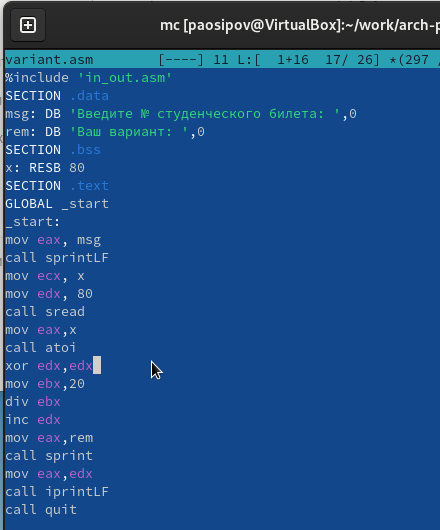 mc [paosipov@VirtualBox]:~/work/arch-
variant.asm [----] 11 L:[ 1+16 17/ 26] *(297 /
%include 'in_out.asm'
SECTION .data
msg: DB 'Введите № студенческого билета: ',0
rem: DB 'Ваш вариант: ',0
SECTION .bss
x: RESB 80
SECTION .text
GLOBAL _start
_start:
mov eax, msg
call sprintLF
mov ecx, x
mov edx, 80
call sread
mov eax,x
call atoi
xor edx,edx
mov ebx,20
div ebx
inc edx
mov eax,rem
call sprint
mov eax,edx
call iprintLF
call quit